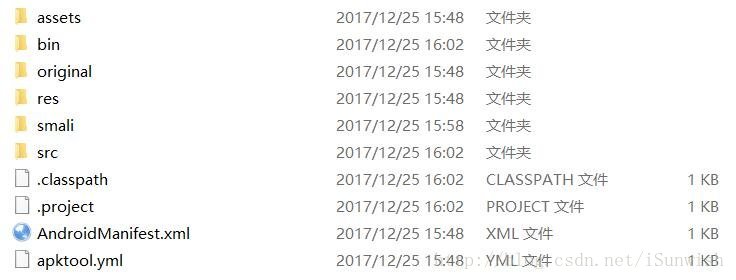 assets 2017/12/25 15:48 文件夹
bin 2017/12/25 16:02 文件夹
original 2017/12/25 15:48 文件夹
res 2017/12/25 15:48 文件夹
smali 2017/12/25 15:58 文件夹
src 2017/12/25 16:02 文件夹
.classpath 2017/12/25 16:02 CLASSPATH 文件 1 KB
.project 2017/12/25 16:02 PROJECT 文件 1 KB
AndroidManifest.xml 2017/12/25 15:48 XML 文件 1 KB
apktool.yml 2017/12/25 15:48 YML 文件 1 KB